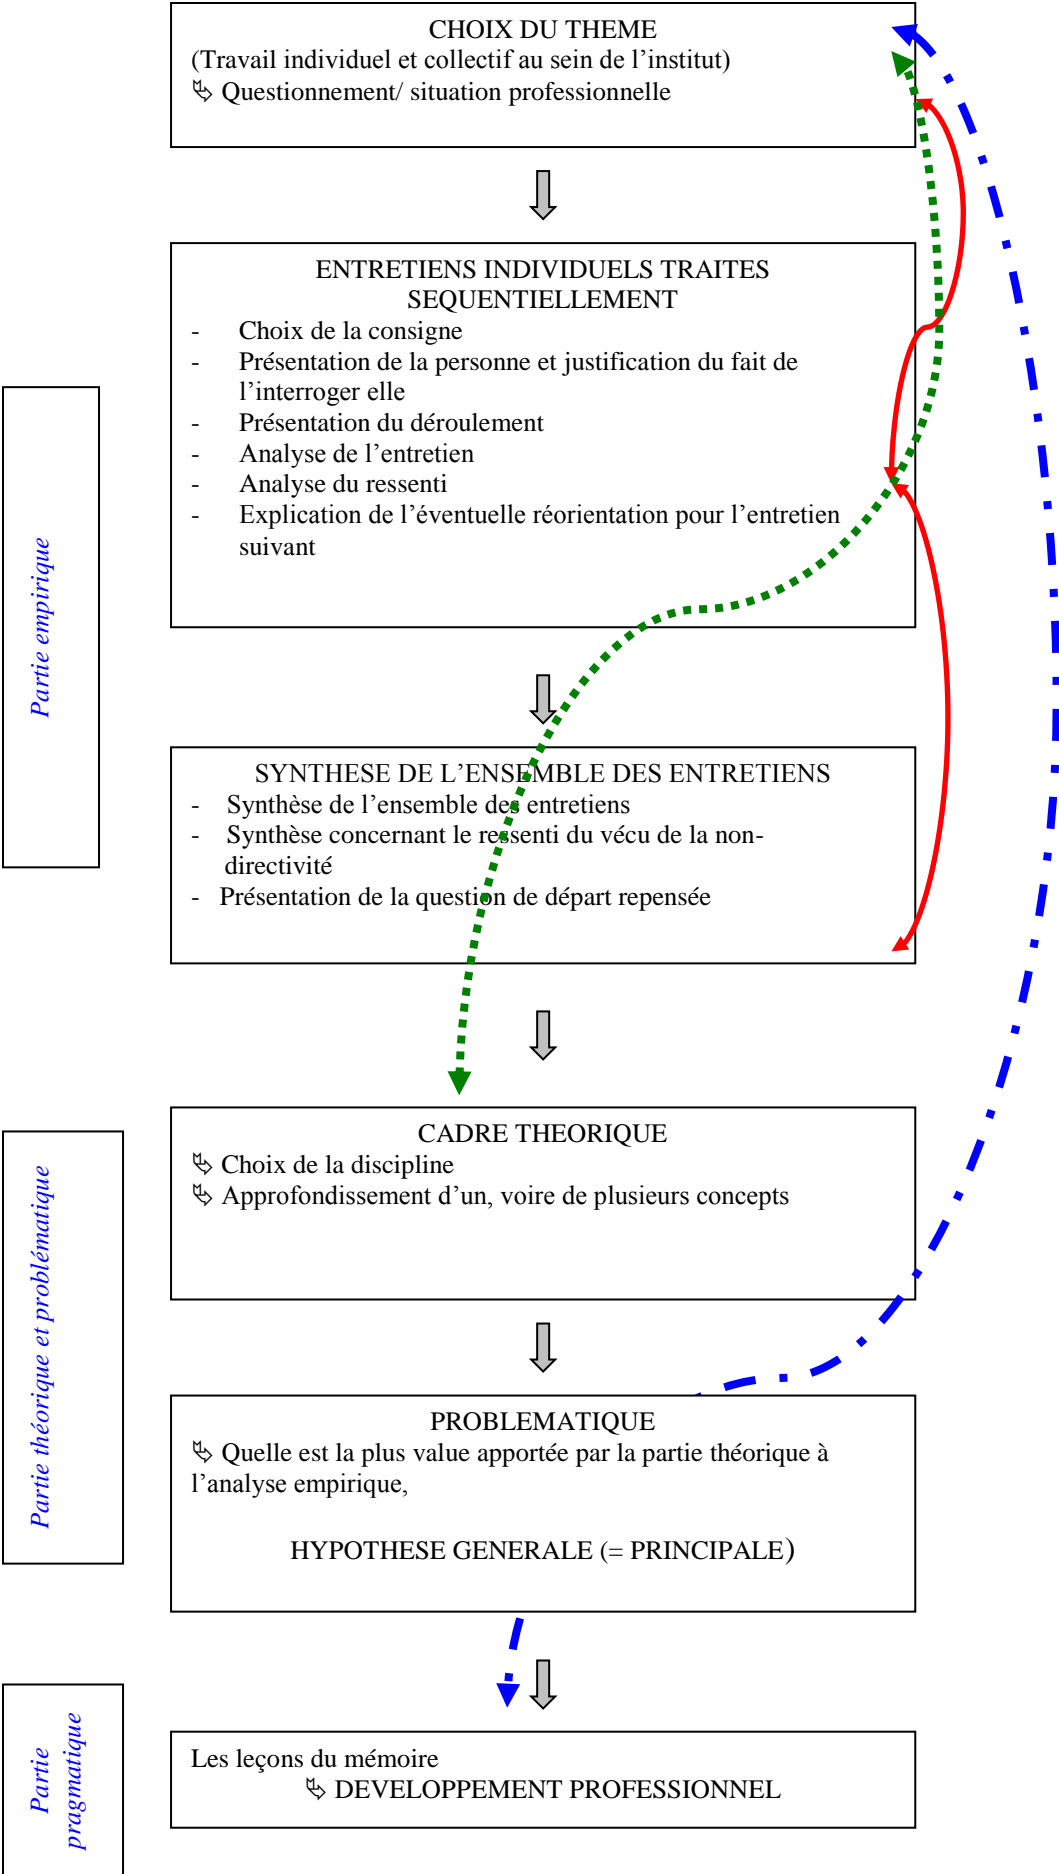 CHOIX DU THEME
(Travail individuel et collectif au sein de l’institut)
⮱ Questionnement/ situation professionnelle
ENTRETIENS INDIVIDUELS TRAITES
SEQUENTIELLEMENT
- Choix de la consigne
- Présentation de la personne et justification du fait de
l’interroger elle
- Présentation du déroulement
- Analyse de l’entretien
- Analyse du ressenti
- Explication de l’éventuelle réorientation pour l’entretien
suivant
Partie empirique
SYNTHESE DE L’ENSEMBLE DES ENTRETIENS
- Synthèse de l’ensemble des entretiens
- Synthèse concernant le ressenti du vécu de la non-
directivité
- Présentation de la question de départ repensée
CADRE THEORIQUE
⮱ Choix de la discipline
⮱ Approfondissement d’un, voire de plusieurs concepts
Partie théorique et problématique
PROBLEMATIQUE
⮱ Quelle est la plus value apportée par la partie théorique à
l’analyse empirique,
HYPOTHESE GENERALE (= PRINCIPALE)
Partie
pragmatique
Les leçons du mémoire
⮱ DEVELOPPEMENT PROFESSIONNEL